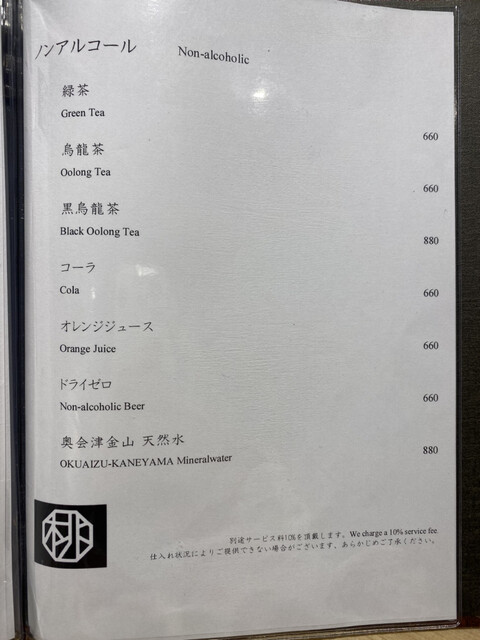 ノンアルコール Non-alcoholic
緑茶
Green Tea
660
烏龍茶
Oolong Tea
660
黒烏龍茶
Black Oolong Tea
880
コーラ
Cola
660
オレンジジュース
Orange Juice
660
ドライゼロ
Non-alcoholic Beer
660
奥会津金山 天然水
OKUAIZU-KANEYAMA Mineralwater
880
別途サービス料10%を頂戴します。We charge a 10% service fee.
仕入れ状況によりご提供できない場合がございます、あらかじめご了承ください。